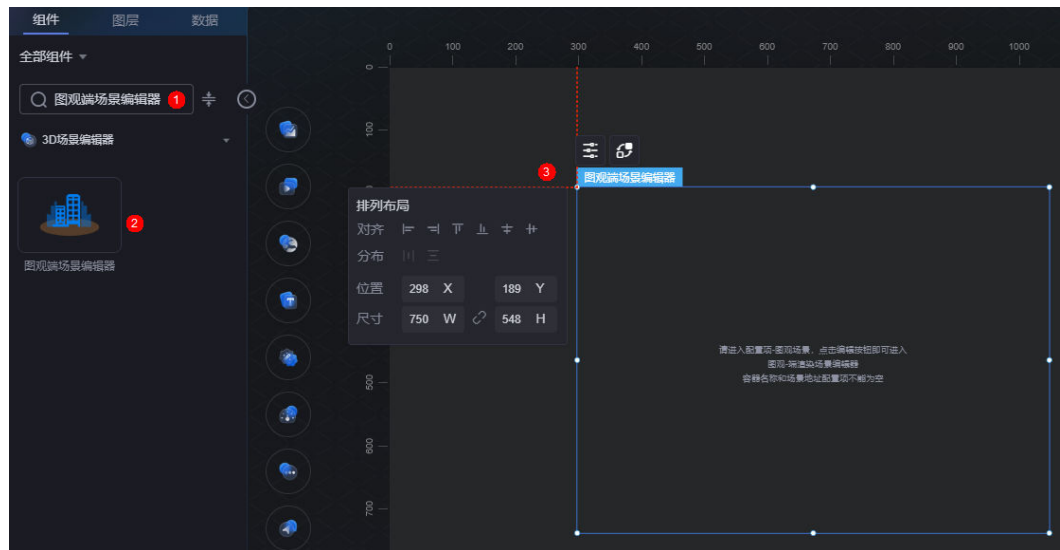 组件 图层 数据
全部组件
图观端场景编辑器 1
3D场景编辑器
2
图观端场景编辑器
0 100 200 300 400 500 600 700 800 900 1000
0
100
3
图观端场景编辑器
排列布局
对齐
分布
位置 298 X 189 Y
尺寸 750 W 548 H
请进入配置项-图观场景，点击编辑按钮即可进入
图观-端渲染场景编辑器
容器名称和场景地址配置项不能为空
500
600
700